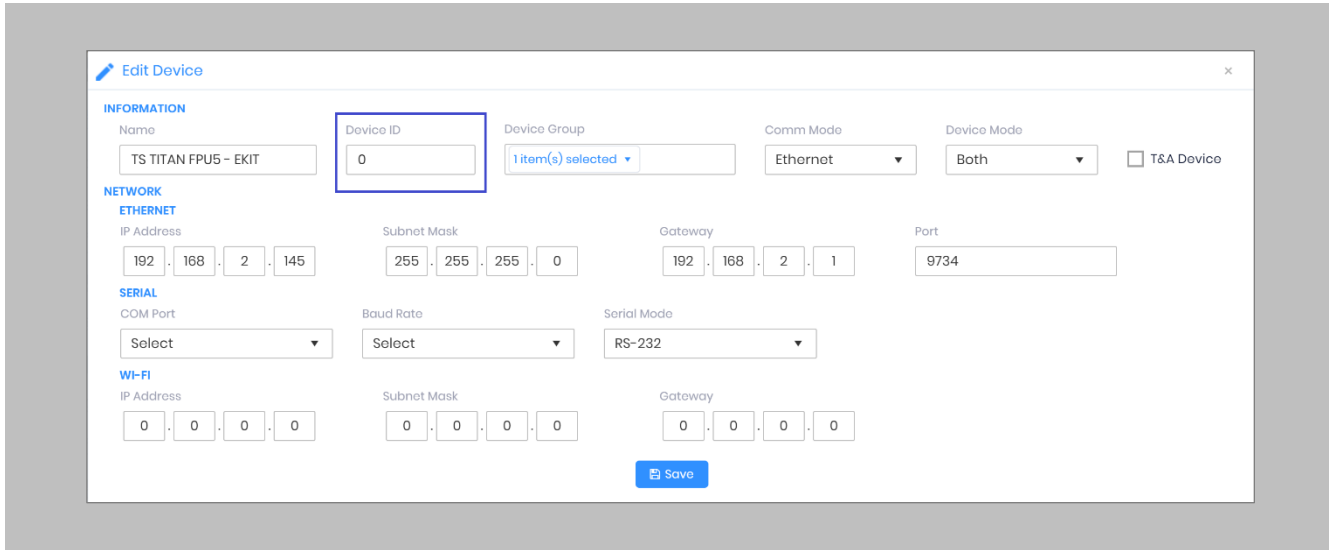 Edit Device
×
INFORMATION
Name Device ID Device Group Comm Mode Device Mode
TS TITAN FPU5 - EKIT 0 1 item(s) selected Ethernet Both T&A Device
NETWORK
ETHERNET
IP Address Subnet Mask Gateway Port
192 . 168 . 2 . 145 255 . 255 . 255 . 0 192 . 168 . 2 . 1 9734
SERIAL
COM Port Baud Rate Serial Mode
Select Select RS-232
WI-FI
IP Address Subnet Mask Gateway
0 . 0 . 0 . 0 0 . 0 . 0 . 0 0 . 0 . 0 . 0
Save